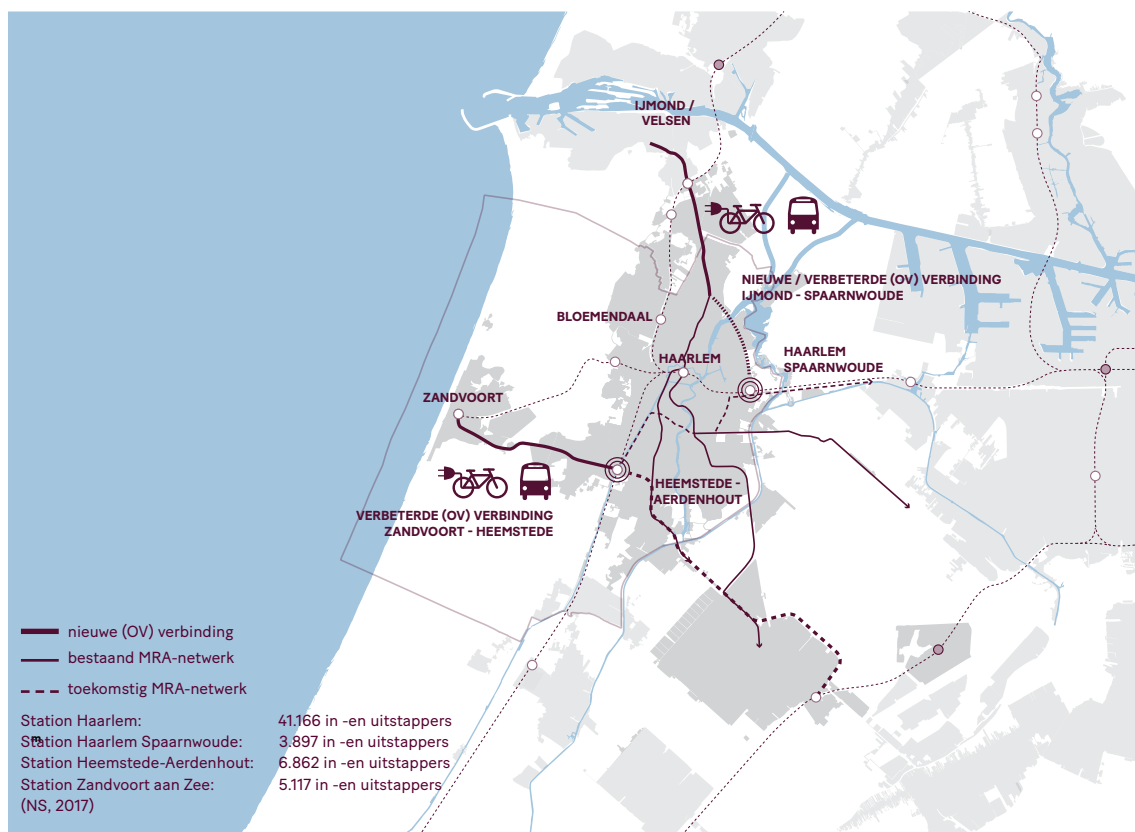 IJMOND /
VELSEN
NIEUWE / VERBETERDE (OV) VERBINDING
IJMOND - SPAARNWOUDE
BLOEMENDAAL
HAARLEM
HAARLEM
SPAARNWOUDE
ZANDVOORT
HEEMSTEDE -
AERDENHOUT
VERBETERDE (OV) VERBINDING
ZANDVOORT - HEEMSTEDE
nieuwe (OV) verbinding
bestaand MRA-netwerk
toekomstig MRA-netwerk
Station Haarlem: 41.166 in -en uitstappers
m
Station Haarlem Spaarnwoude: 3.897 in -en uitstappers
Station Heemstede-Aerdenhout: 6.862 in -en uitstappers
Station Zandvoort aan Zee: 5.117 in -en uitstappers
(NS, 2017)